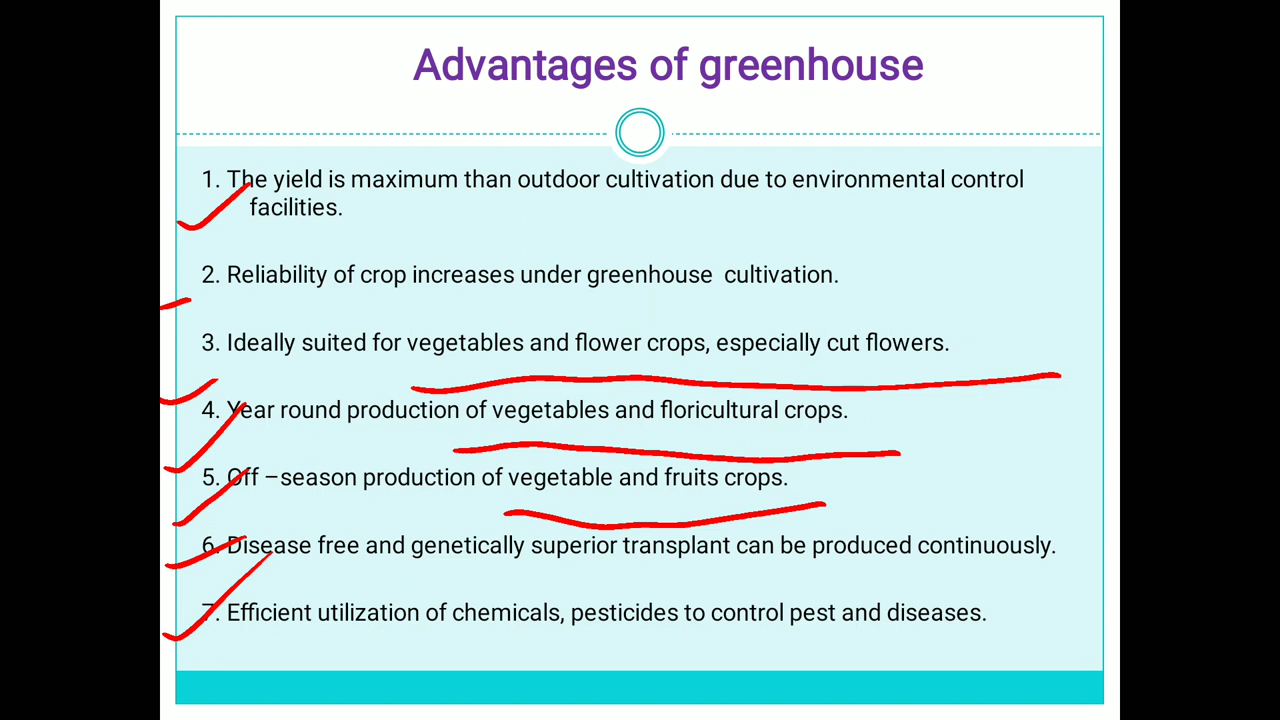 Advantages of greenhouse
1. The yield is maximum than outdoor cultivation due to environmental control
facilities.
2. Reliability of crop increases under greenhouse cultivation.
3. Ideally suited for vegetables and flower crops, especially cut flowers.
4. Year round production of vegetables and floricultural crops.
5. Off –season production of vegetable and fruits crops.
6. Disease free and genetically superior transplant can be produced continuously.
7. Efficient utilization of chemicals, pesticides to control pest and diseases.